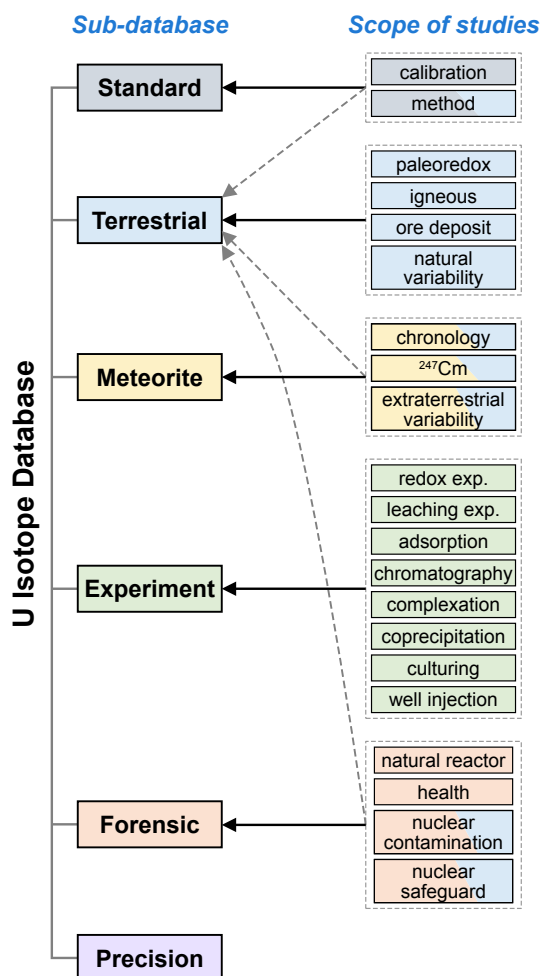 Sub-database
Scope of studies
U Isotope Database
Standard
calibration
method
Terrestrial
paleoredox
igneous
ore deposit
natural
variability
Meteorite
chronology
²⁴⁷Cm
extraterrestrial
variability
Experiment
redox exp.
leaching exp.
adsorption
chromatography
complexation
coprecipitation
culturing
well injection
Forensic
natural reactor
health
nuclear
contamination
nuclear
safeguard
Precision